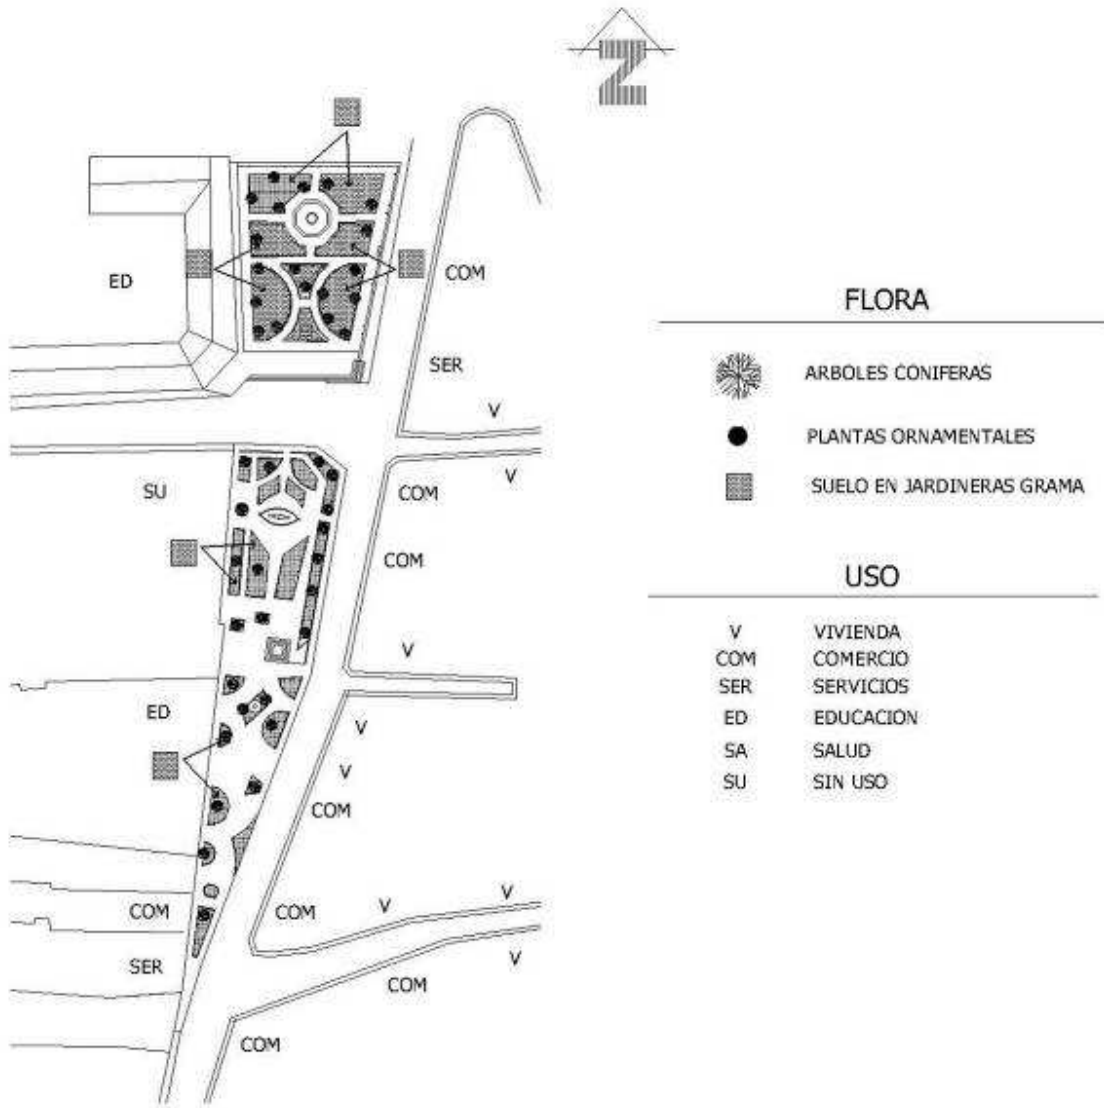 N
ED
COM
SER
V
V
SU
COM
COM
V
ED
V
V
COM
COM
COM
V
V
SER
V
COM
COM
FLORA
ARBOLES CONIFERAS
PLANTAS ORNAMENTALES
SUELO EN JARDINERAS GRAMA
USO
V VIVIENDA
COM COMERCIO
SER SERVICIOS
ED EDUCACION
SA SALUD
SU SIN USO